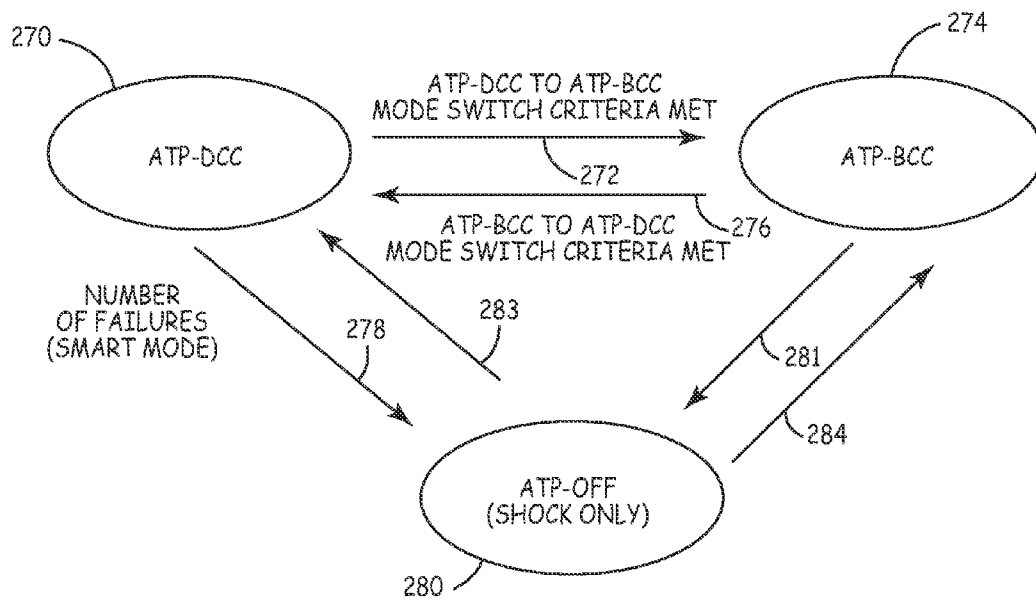 270
274
ATP-DCC TO ATP-BCC
MODE SWITCH CRITERIA MET
ATP-DCC
ATP-BCC
272
276
ATP-BCC TO ATP-DCC
MODE SWITCH CRITERIA MET
NUMBER
OF FAILURES
(SMART MODE)
278
283
281
284
ATP-OFF
(SHOCK ONLY)
280